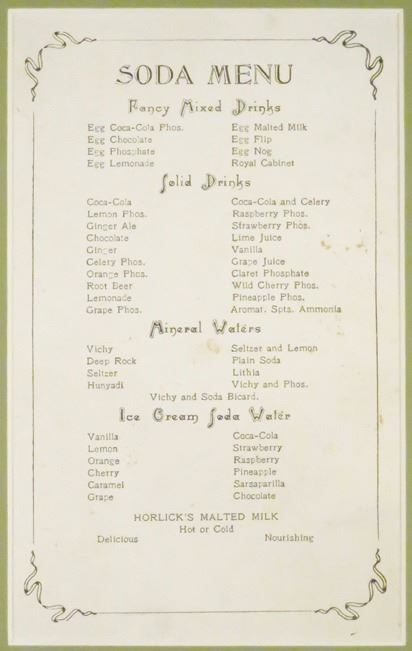 SODA MENU
Fancy Mixed Drinks
Egg Coca-Cola Phos. Egg Malted Milk
Egg Chocolate Egg Flip
Egg Phosphate Egg Nog
Egg Lemonade Royal Cabinet
Solid Drinks
Coca-Cola Coca-Cola and Celery
Lemon Phos. Raspberry Phos.
Ginger Ale Strawberry Phos.
Chocolate Lime Juice
Ginger Vanilla
Celery Phos. Grape Juice
Orange Phos. Claret Phosphate
Root Beer Wild Cherry Phos.
Lemonade Pineapple Phos.
Grape Phos. Aromat. Spts. Ammonia
Mineral Waters
Vichy Seltzer and Lemon
Deep Rock Plain Soda
Seltzer Lithia
Hunyadi Vichy and Phos.
Vichy and Soda Bicard.
Ice Cream Soda Water
Vanilla Coca-Cola
Lemon Strawberry
Orange Raspberry
Cherry Pineapple
Caramel Sarsaparilla
Grape Chocolate
HORLICK'S MALTED MILK
Hot or Cold
Delicious Nourishing